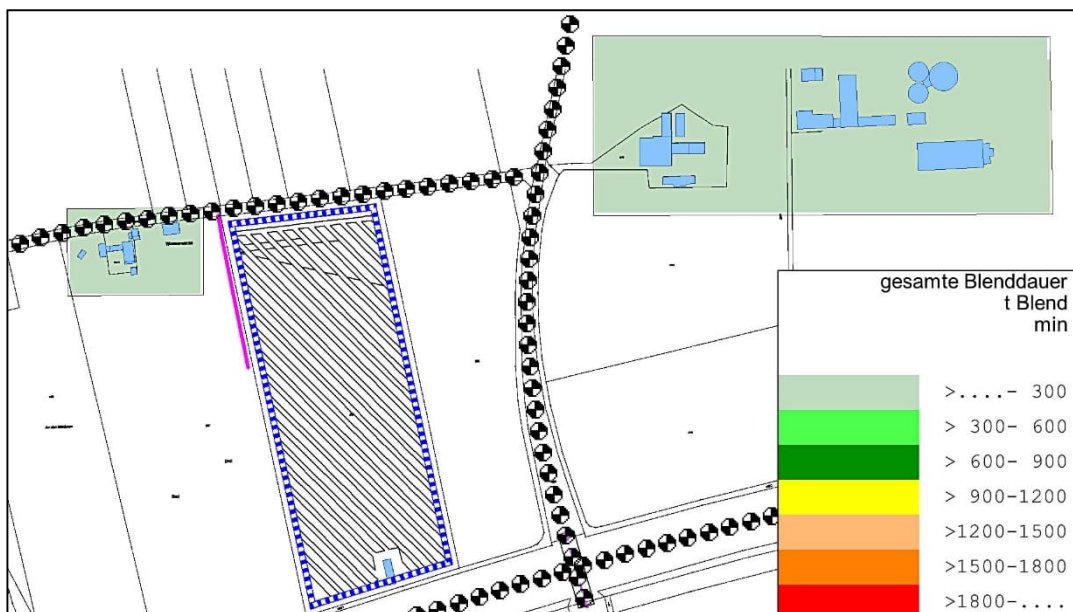 gesamte Blenddauer
t Blend
min
>....- 300
> 300- 600
> 600- 900
> 900-1200
>1200-1500
>1500-1800
>1800-....